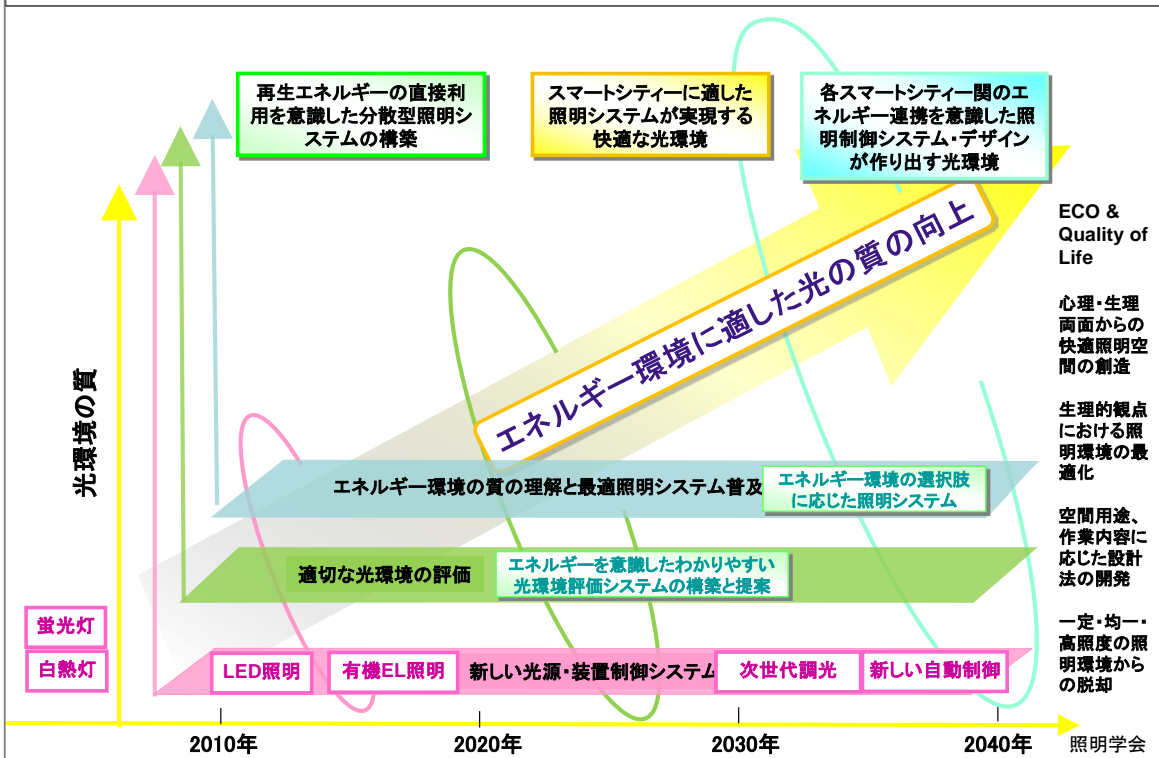 再生エネルギーの直接利
用を意識した分散型照明シ
ステムの構築
スマートシティーに適した
照明システムが実現する
快適な光環境
各スマートシティー関のエ
ネルギー連携を意識した照
明制御システム・デザイン
が作り出す光環境
エネルギー環境に適した光の質の向上
光環境の質
エネルギー環境の質の理解と最適照明システム普及
エネルギー環境の選択肢
に応じた照明システム
適切な光環境の評価
エネルギーを意識したわかりやすい
光環境評価システムの構築と提案
蛍光灯
白熱灯
LED照明
有機EL照明
新しい光源・装置制御システム
次世代調光
新しい自動制御
ECO &
Quality of
Life
心理・生理
両面からの
快適照明空
間の創造
生理的観点
における照
明環境の最
適化
空間用途、
作業内容に
応じた設計
法の開発
一定・均一・
高照度の照
明環境から
の脱却
2010年
2020年
2030年
2040年
照明学会